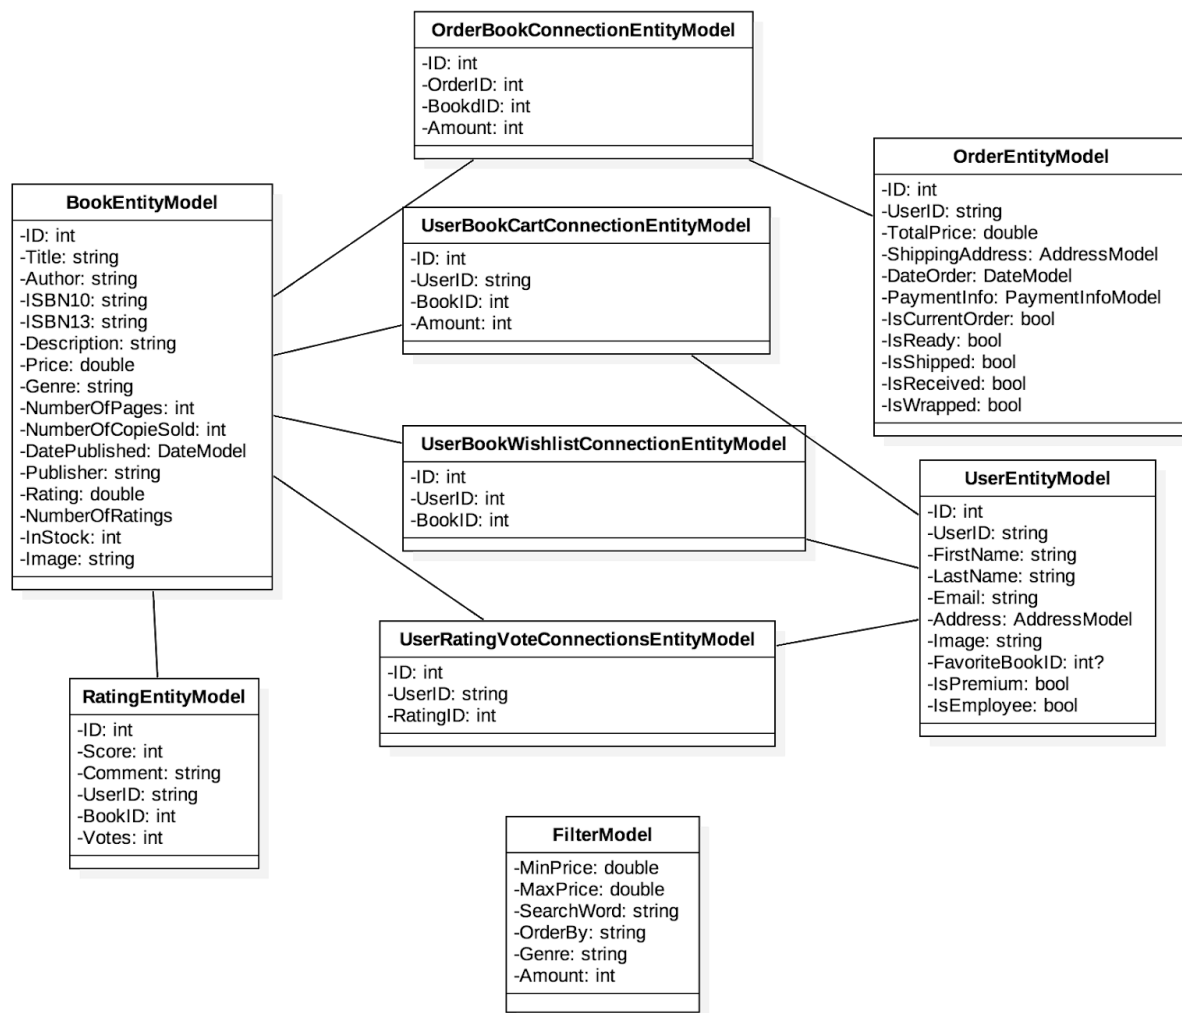 OrderBookConnectionEntityModel
-ID: int
-OrderID: int
-BookdID: int
-Amount: int
OrderEntityModel
-ID: int
-UserID: string
-TotalPrice: double
-ShippingAddress: AddressModel
-DateOrder: DateModel
-PaymentInfo: PaymentInfoModel
-IsCurrentOrder: bool
-IsReady: bool
-IsShipped: bool
-IsReceived: bool
-IsWrapped: bool
BookEntityModel
-ID: int
-Title: string
-Author: string
-ISBN10: string
-ISBN13: string
-Description: string
-Price: double
-Genre: string
-NumberOfPages: int
-NumberOfCopieSold: int
-DatePublished: DateModel
-Publisher: string
-Rating: double
-NumberOfRatings
-InStock: int
-Image: string
UserBookCartConnectionEntityModel
-ID: int
-UserID: string
-BookID: int
-Amount: int
UserBookWishlistConnectionEntityModel
-ID: int
-UserID: int
-BookID: int
UserEntityModel
-ID: int
-UserID: string
-FirstName: string
-LastName: string
-Email: string
-Address: AddressModel
-Image: string
-FavoriteBookID: int?
-IsPremium: bool
-IsEmployee: bool
UserRatingVoteConnectionsEntityModel
-ID: int
-UserID: string
-RatingID: int
RatingEntityModel
-ID: int
-Score: int
-Comment: string
-UserID: string
-BookID: int
-Votes: int
FilterModel
-MinPrice: double
-MaxPrice: double
-SearchWord: string
-OrderBy: string
-Genre: string
-Amount: int